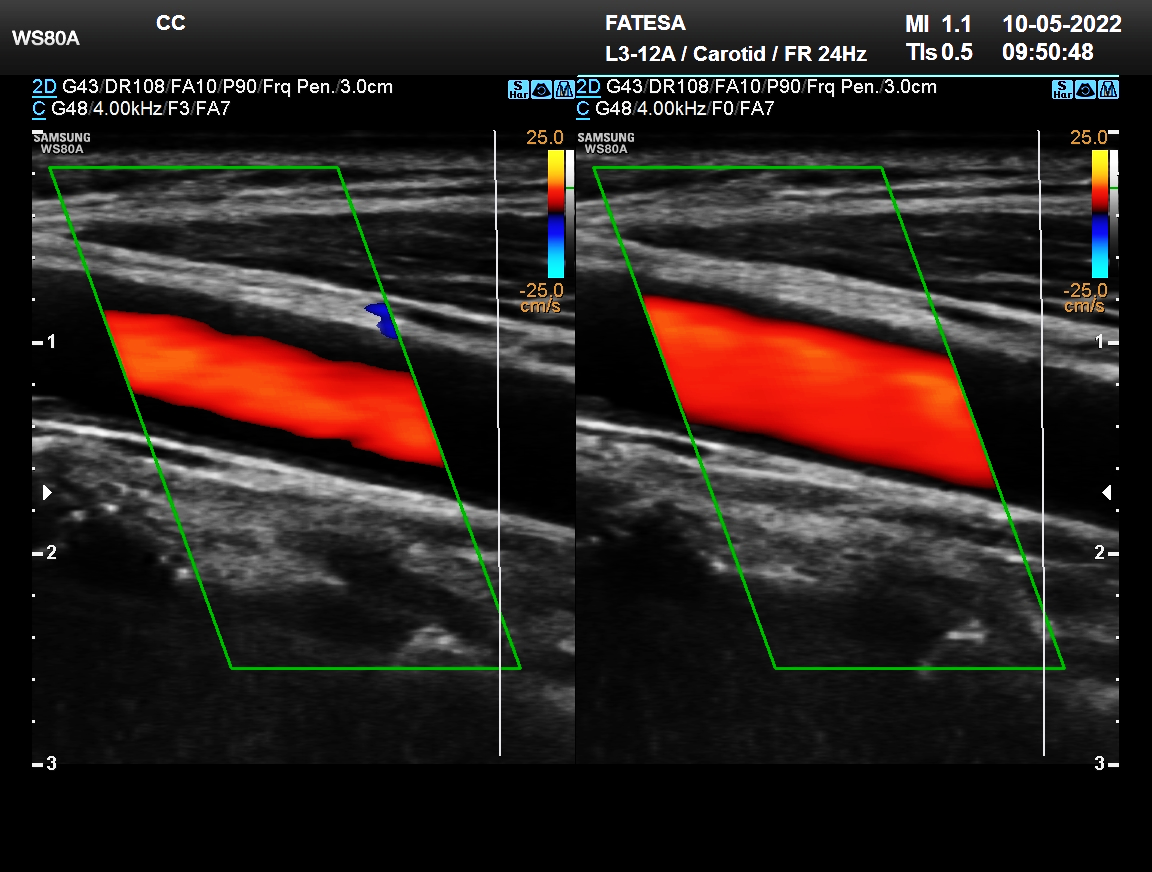 WS80A
CC
FATESA
MI 1.1
10-05-2022
L3-12A / Carotid / FR 24Hz
TIs 0.5
09:50:48
2D G43/DR108/FA10/P90/Frq Pen./3.0cm
C G48/4.00kHz/F3/FA7
S Har
SAMSUNG
WS80A
25.0
-25.0
cm/s
1
2
3
2D G43/DR108/FA10/P90/Frq Pen./3.0cm
C G48/4.00kHz/F0/FA7
S Har
SAMSUNG
WS80A
25.0
-25.0
cm/s
1
2
3